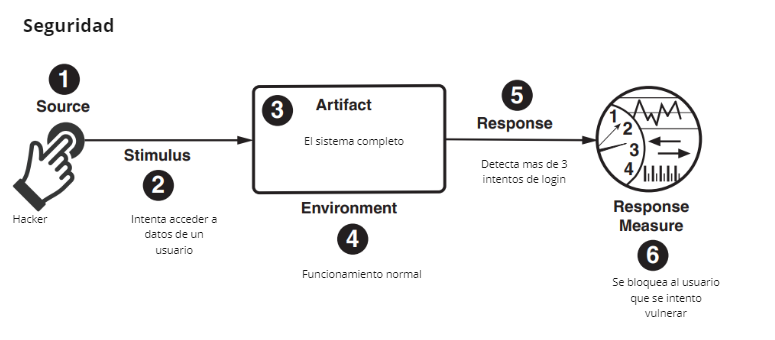 Seguridad
1
Source
Hacker
Stimulus
2
Intenta acceder a
datos de un
usuario
3
Artifact
El sistema completo
Environment
4
Funcionamiento normal
5
Response
Detecta mas de 3
intentos de login
1
2
3
4
Response
Measure
6
Se bloquea al usuario
que se intento
vulnerar